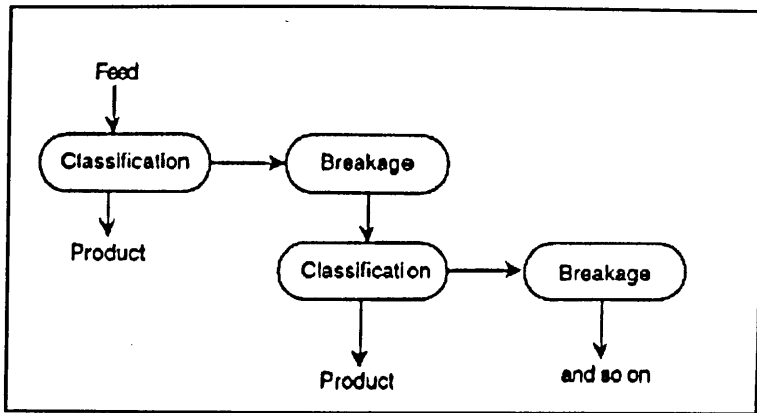 Feed
Classification
Breakage
Product
Classification
Breakage
Product
and so on